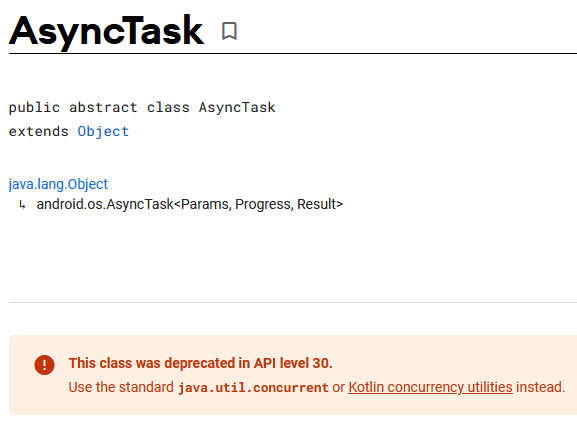 AsyncTask
public abstract class AsyncTask
extends Object
java.lang.Object
↳ android.os.AsyncTask<Params, Progress, Result>
This class was deprecated in API level 30.
Use the standard java.util.concurrent or Kotlin concurrency utilities instead.